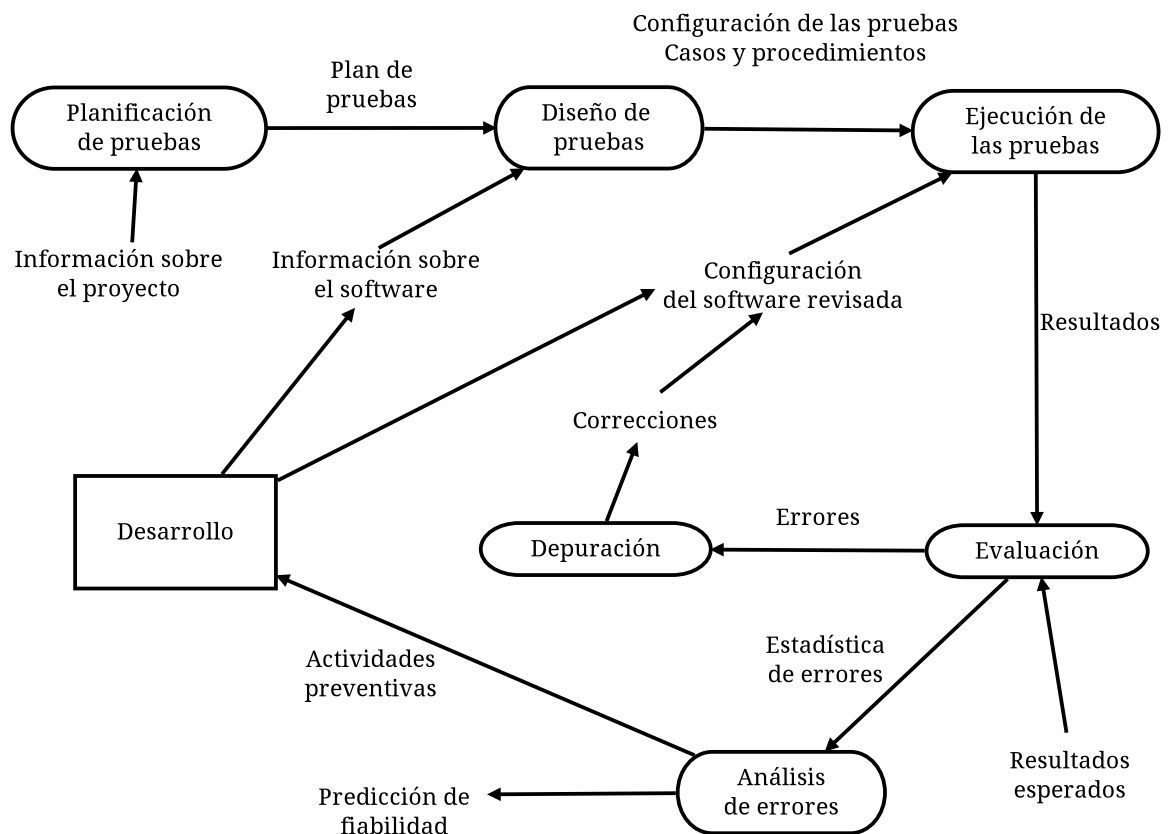 Configuración de las pruebas
Casos y procedimientos
Plan de
pruebas
Planificación
de pruebas
Diseño de
pruebas
Ejecución de
las pruebas
Información sobre
el proyecto
Información sobre
el software
Configuración
del software revisada
Resultados
Correcciones
Desarrollo
Errores
Depuración
Evaluación
Estadística
de errores
Actividades
preventivas
Resultados
esperados
Análisis
de errores
Predicción de
fiabilidad